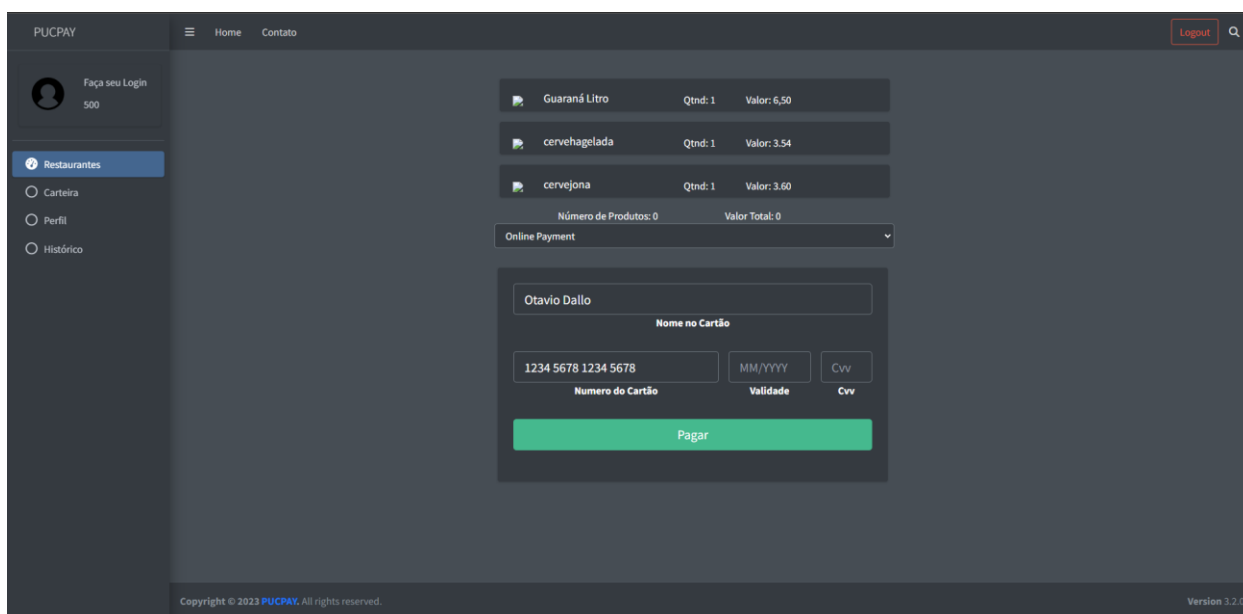 PUCPAY
Home Contato
Logout
Faça seu Login
500
Restaurantes
Carteira
Perfil
Histórico
Guaraná Litro Qtnd: 1 Valor: 6,50
cervehagelada Qtnd: 1 Valor: 3.54
cervejona Qtnd: 1 Valor: 3.60
Número de Produtos: 0 Valor Total: 0
Online Payment
Otavio Dallo
Nome no Cartão
1234 5678 1234 5678 MM/YYYY Cvv
Numero do Cartão Validade Cvv
Pagar
Copyright © 2023 PUCPAY. All rights reserved.
Version 3.2.0